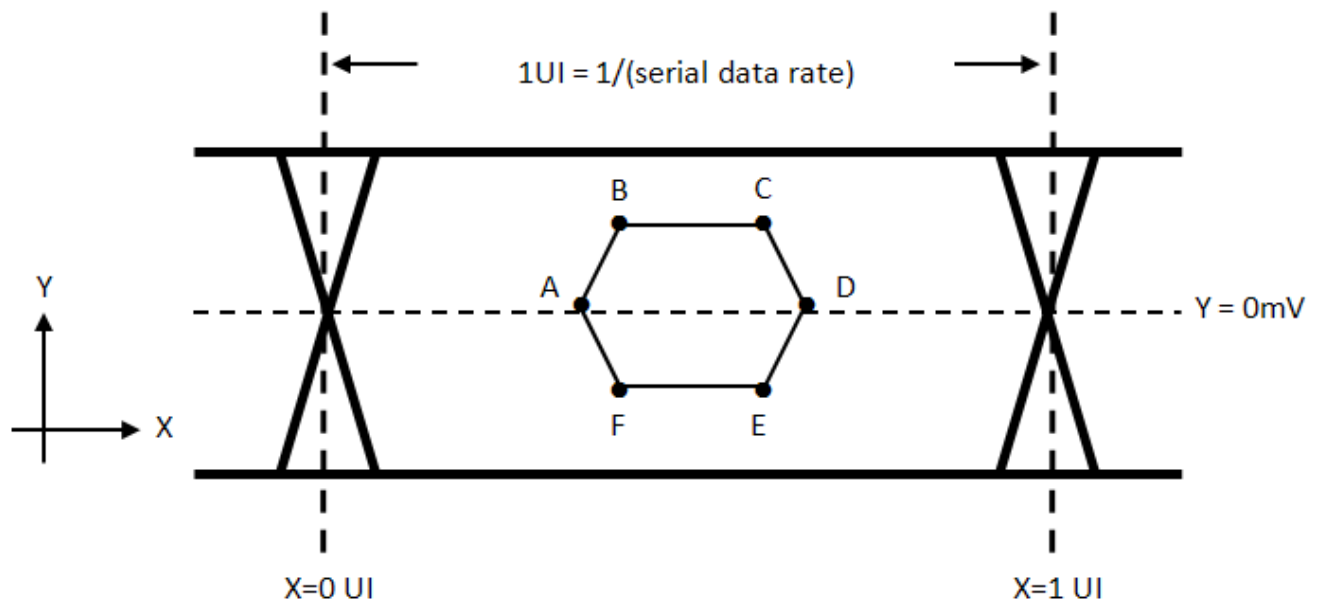 1UI = 1/(serial data rate)
B
C
A
D
Y
Y = 0mV
X
F
E
X=0 UI
X=1 UI